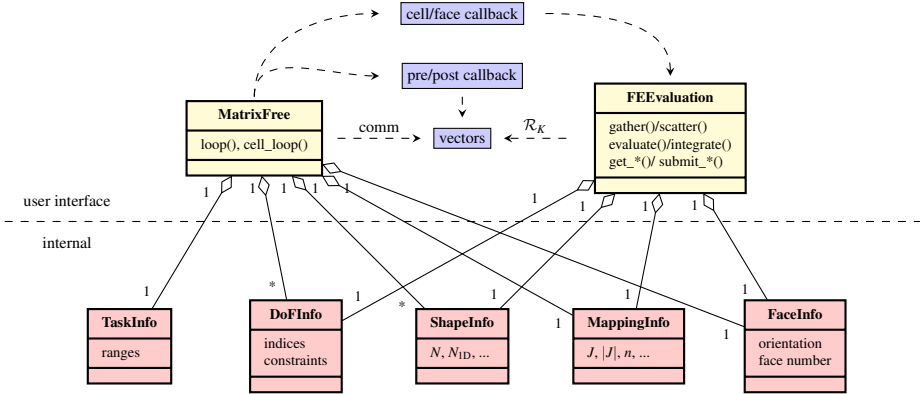 cell/face callback
pre/post callback
MatrixFree
loop(), cell_loop()
comm
vectors
𝓡_K
FEEvaluation
gather()/scatter()
evaluate()/integrate()
get_*()/ submit_*()
1 1 1 1 1
1 1 1 1
user interface
internal
1 * * 1 1
1 1 1 1
TaskInfo
ranges
DoFInfo
indices
constraints
ShapeInfo
N, N_1D, ...
MappingInfo
J, |J|, n, ...
FaceInfo
orientation
face number